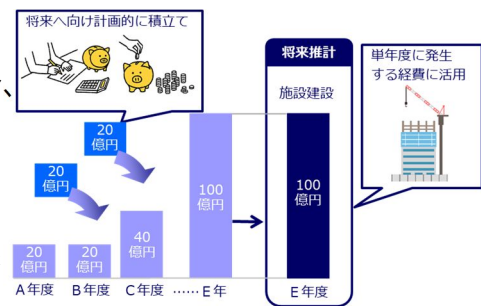 将来へ向け計画的に積立て
、
将来推計
施設建設
単年度に発生
する経費に活用
20
億円
20
億円
20
億円
20
億円
40
億円
100
億円
100
億円
A年度
B年度
C年度
……E年
E年度